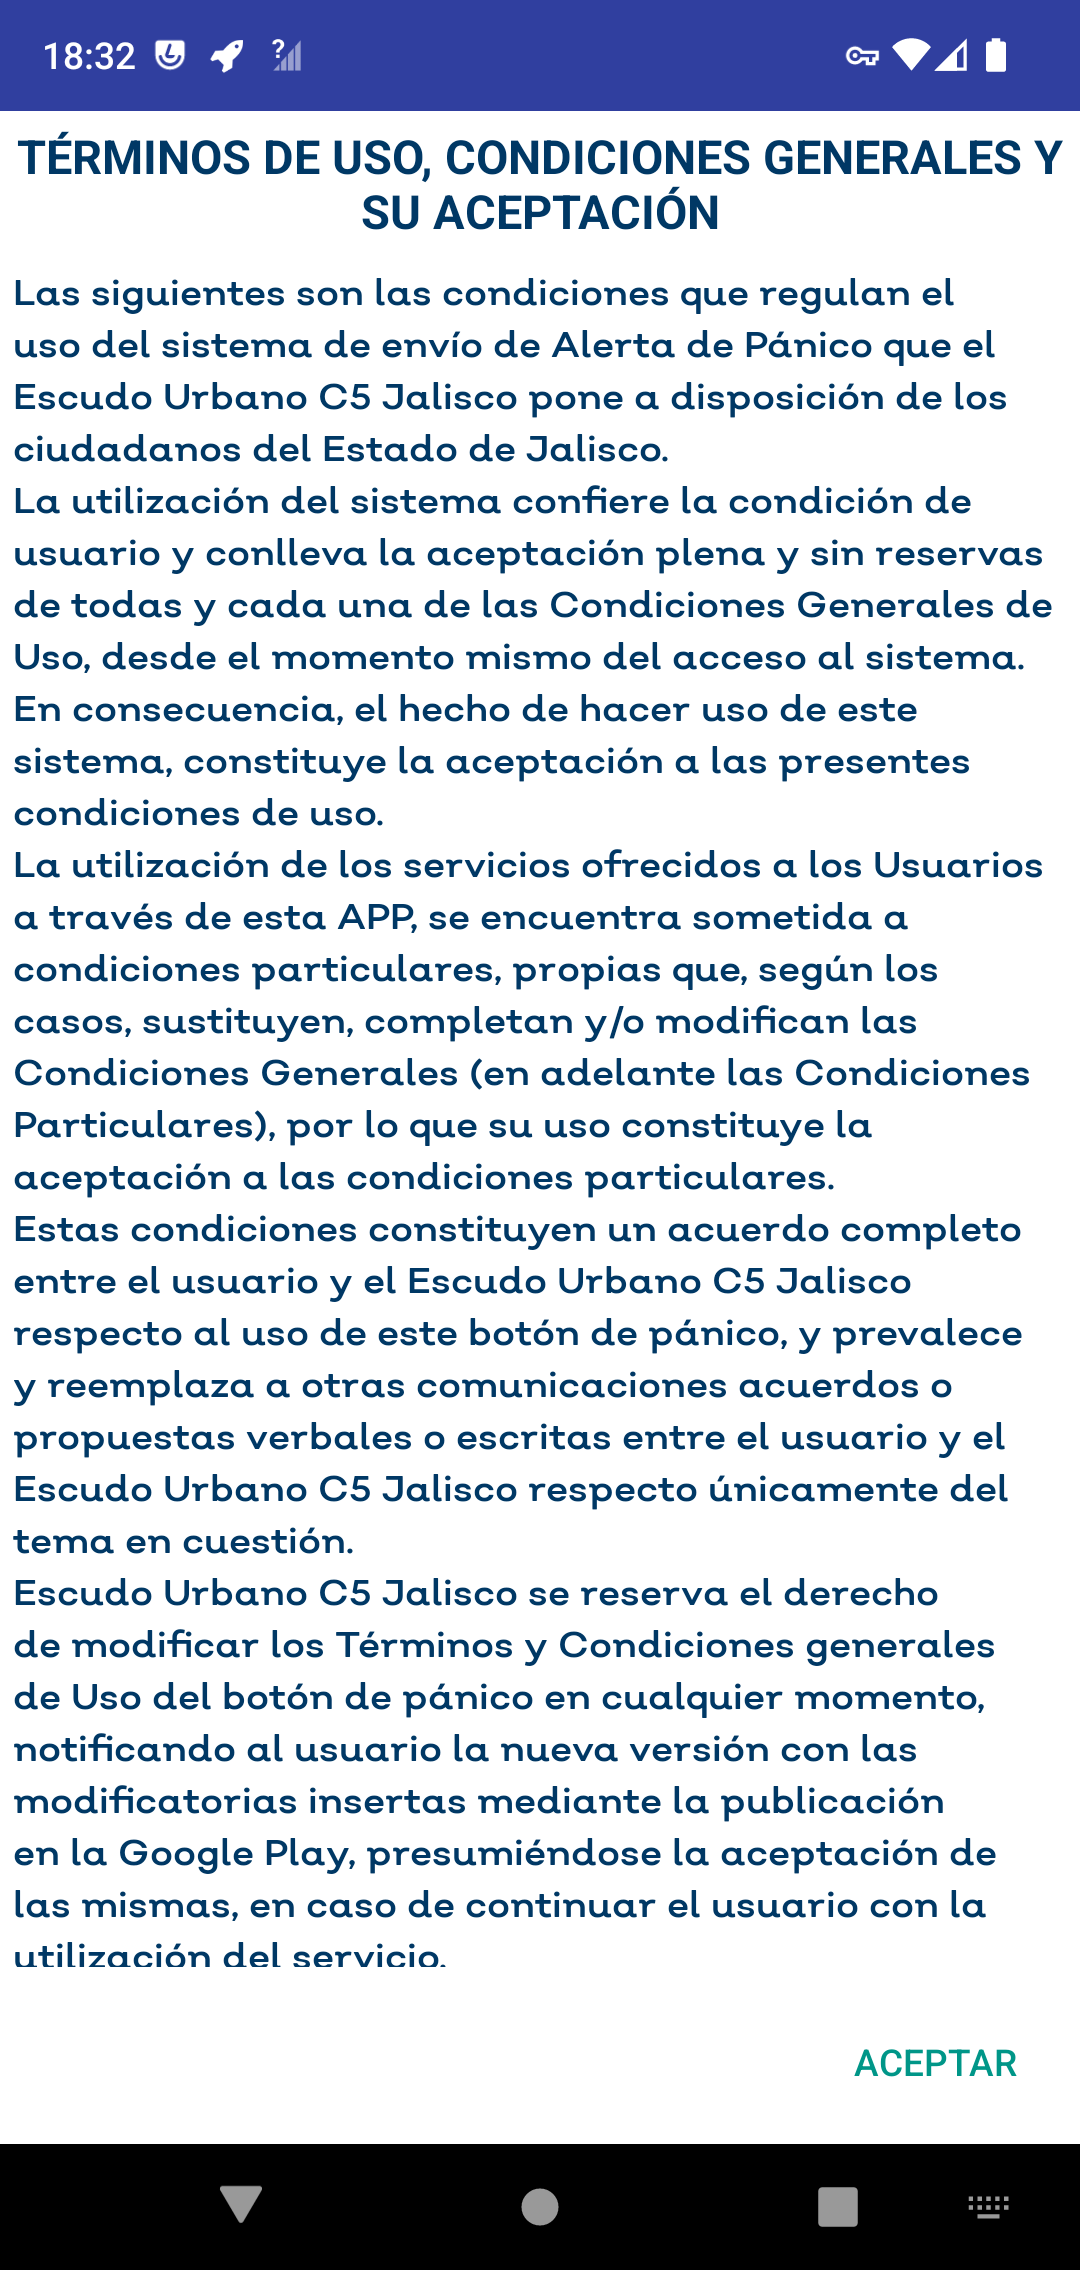 18:32
TÉRMINOS DE USO, CONDICIONES GENERALES Y
SU ACEPTACIÓN
Las siguientes son las condiciones que regulan el
uso del sistema de envío de Alerta de Pánico que el
Escudo Urbano C5 Jalisco pone a disposición de los
ciudadanos del Estado de Jalisco.
La utilización del sistema confiere la condición de
usuario y conlleva la aceptación plena y sin reservas
de todas y cada una de las Condiciones Generales de
Uso, desde el momento mismo del acceso al sistema.
En consecuencia, el hecho de hacer uso de este
sistema, constituye la aceptación a las presentes
condiciones de uso.
La utilización de los servicios ofrecidos a los Usuarios
a través de esta APP, se encuentra sometida a
condiciones particulares, propias que, según los
casos, sustituyen, completan y/o modifican las
Condiciones Generales (en adelante las Condiciones
Particulares), por lo que su uso constituye la
aceptación a las condiciones particulares.
Estas condiciones constituyen un acuerdo completo
entre el usuario y el Escudo Urbano C5 Jalisco
respecto al uso de este botón de pánico, y prevalece
y reemplaza a otras comunicaciones acuerdos o
propuestas verbales o escritas entre el usuario y el
Escudo Urbano C5 Jalisco respecto únicamente del
tema en cuestión.
Escudo Urbano C5 Jalisco se reserva el derecho
de modificar los Términos y Condiciones generales
de Uso del botón de pánico en cualquier momento,
notificando al usuario la nueva versión con las
modificatorias insertas mediante la publicación
en la Google Play, presumiéndose la aceptación de
las mismas, en caso de continuar el usuario con la
utilización del servicio.
ACEPTAR